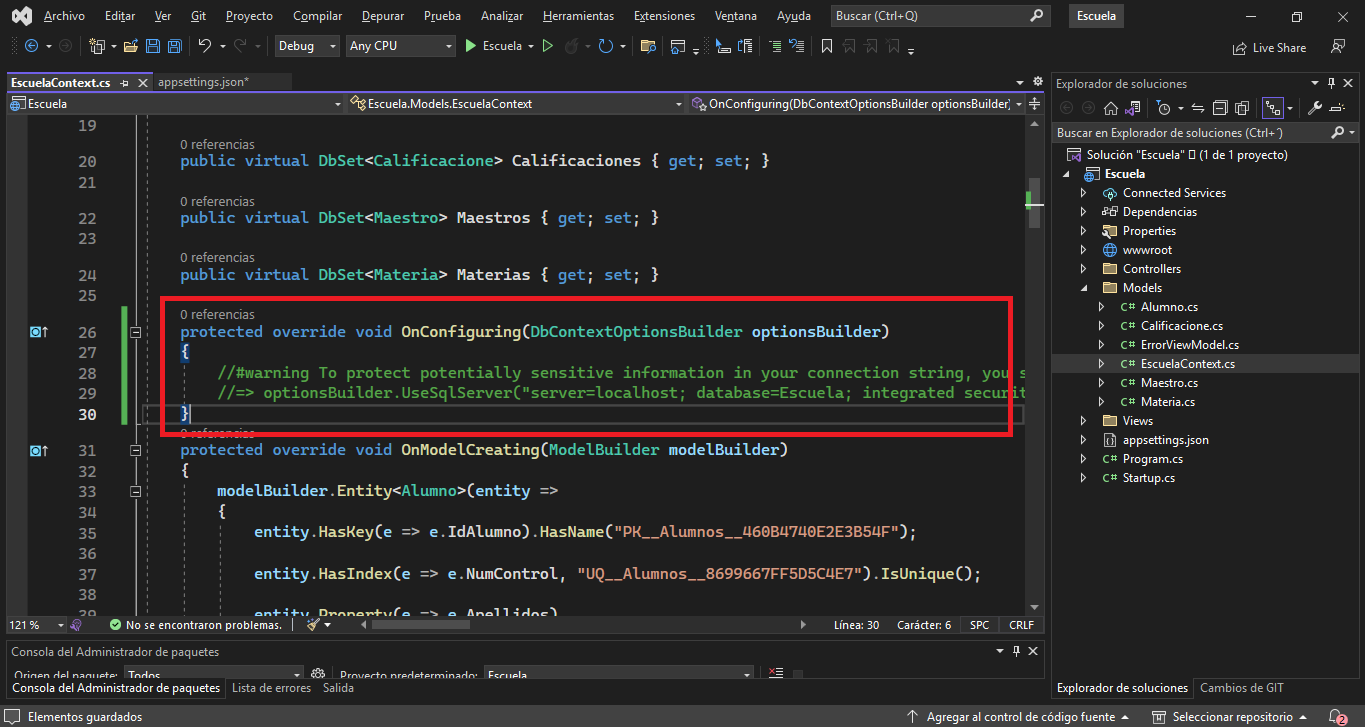 Archivo Editar Ver Git Proyecto Compilar Depurar Prueba Analizar Herramientas Extensiones Ventana Ayuda Buscar (Ctrl+Q) Escuela
Debug Any CPU Escuela Live Share
EscuelaContext.cs appsettings.json*
Escuela Escuela.Models.EscuelaContext OnConfiguring(DbContextOptionsBuilder optionsBuilder)
19
0 referencias
20 public virtual DbSet<Calificacione> Calificaciones { get; set; }
21
0 referencias
22 public virtual DbSet<Maestro> Maestros { get; set; }
23
0 referencias
24 public virtual DbSet<Materia> Materias { get; set; }
25
0 referencias
26 protected override void OnConfiguring(DbContextOptionsBuilder optionsBuilder)
27 {
28 //#warning To protect potentially sensitive information in your connection string, you s
29 //=> optionsBuilder.UseSqlServer("server=localhost; database=Escuela; integrated securit
30 }
0 referencias
31 protected override void OnModelCreating(ModelBuilder modelBuilder)
32 {
33 modelBuilder.Entity<Alumno>(entity =>
34 {
35 entity.HasKey(e => e.IdAlumno).HasName("PK__Alumnos__460B4740E2E3B54F");
36
37 entity.HasIndex(e => e.NumControl, "UQ__Alumnos__8699667FF5D5C4E7").IsUnique();
38
39 entity.Property(e => e.Apellidos)
121 % No se encontraron problemas. Línea: 30 Carácter: 6 SPC CRLF
Consola del Administrador de paquetes
Origen del paquete: Todos Proyecto predeterminado: Escuela
Consola del Administrador de paquetes Lista de errores Salida
Explorador de soluciones
Buscar en Explorador de soluciones (Ctrl+´)
Solución "Escuela" (1 de 1 proyecto)
Escuela
Connected Services
Dependencias
Properties
wwwroot
Controllers
Models
C# Alumno.cs
C# Calificacione.cs
C# ErrorViewModel.cs
C# EscuelaContext.cs
C# Maestro.cs
C# Materia.cs
Views
appsettings.json
C# Program.cs
C# Startup.cs
Explorador de soluciones Cambios de GIT
Elementos guardados Agregar al control de código fuente Seleccionar repositorio 2